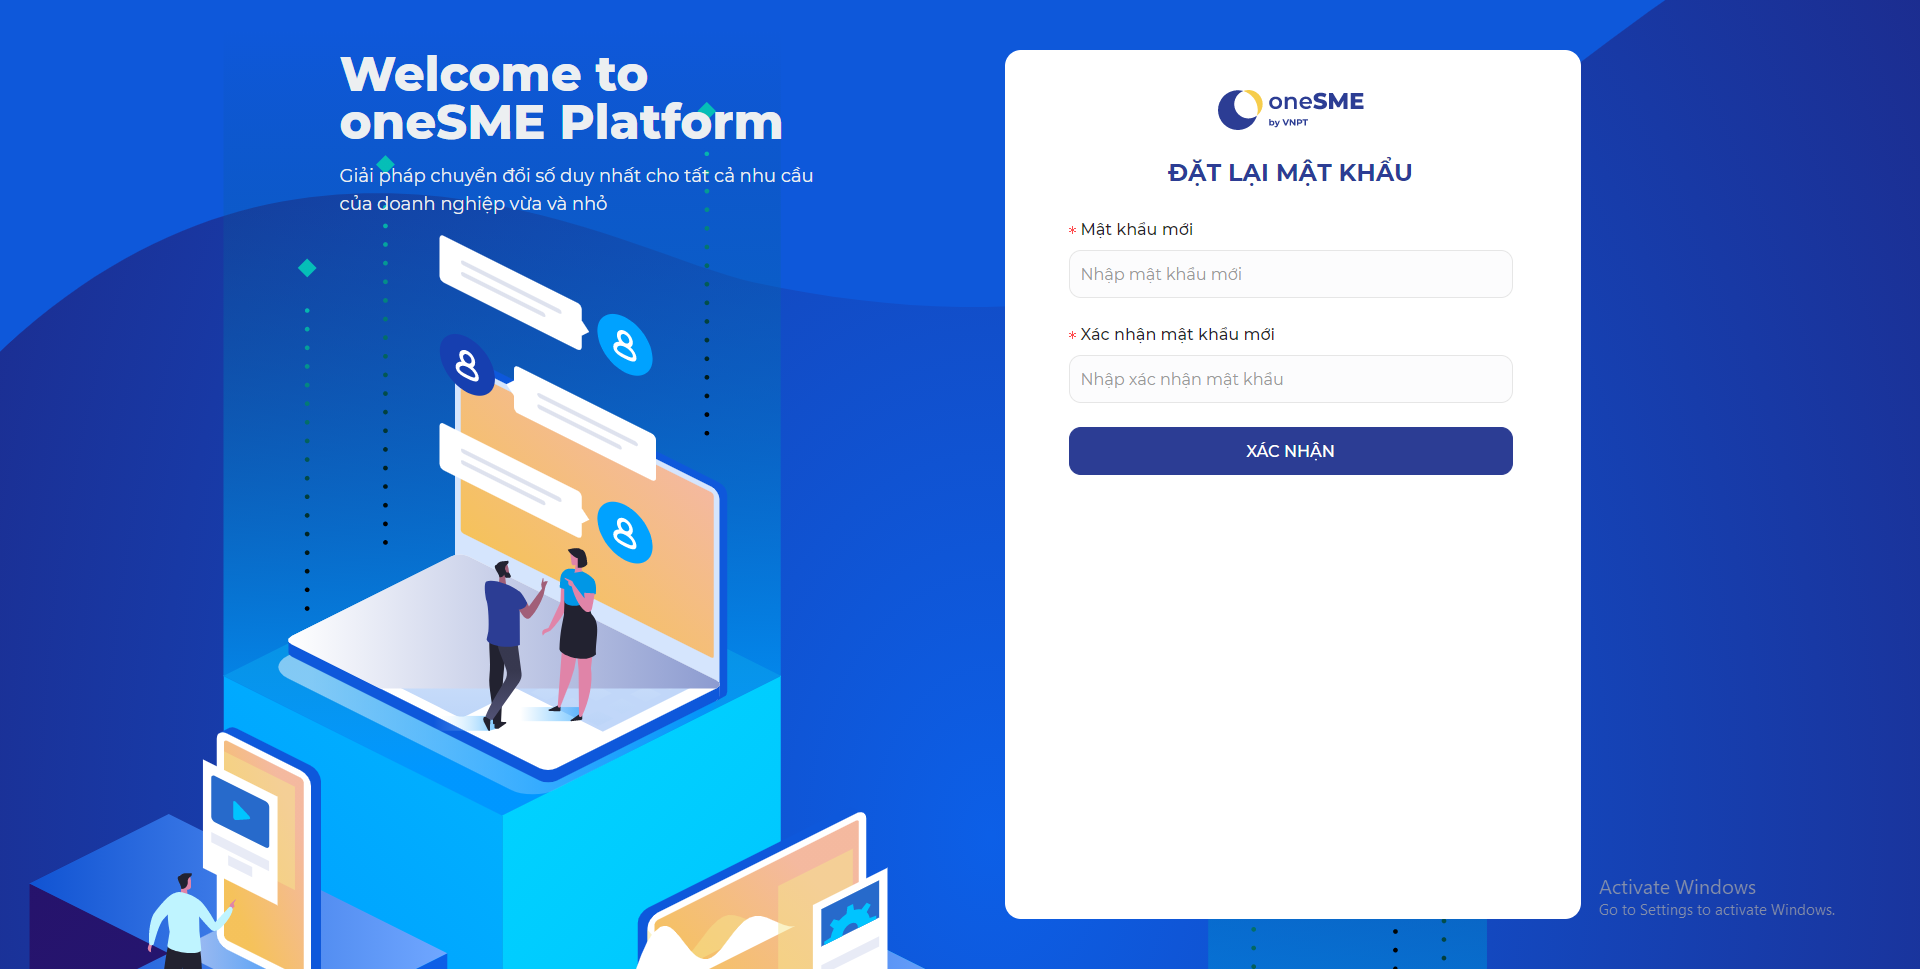 Welcome to
oneSME Platform
Giải pháp chuyển đổi số duy nhất cho tất cả nhu cầu
của doanh nghiệp vừa và nhỏ
oneSME
by VNPT
ĐẶT LẠI MẬT KHẨU
* Mật khẩu mới
Nhập mật khẩu mới
* Xác nhận mật khẩu mới
Nhập xác nhận mật khẩu
XÁC NHẬN
Activate Windows
Go to Settings to activate Windows.